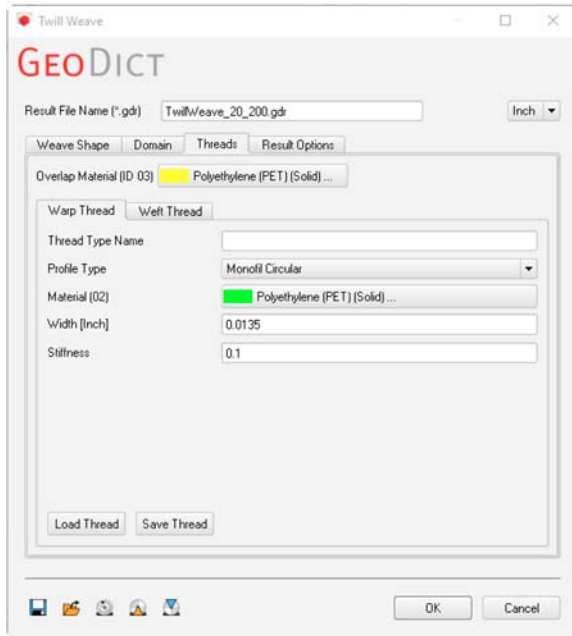 Twill Weave
GEODICT
Result File Name (*.gdr) TwillWeave_20_200.gdr Inch
Weave Shape Domain Threads Result Options
Overlap Material (ID 03) Polyethylene (PET) (Solid) ...
Warp Thread Weft Thread
Thread Type Name
Profile Type Monofil Circular
Material (02) Polyethylene (PET) (Solid) ...
Width [Inch] 0.0135
Stiffness 0.1
Load Thread Save Thread
OK Cancel